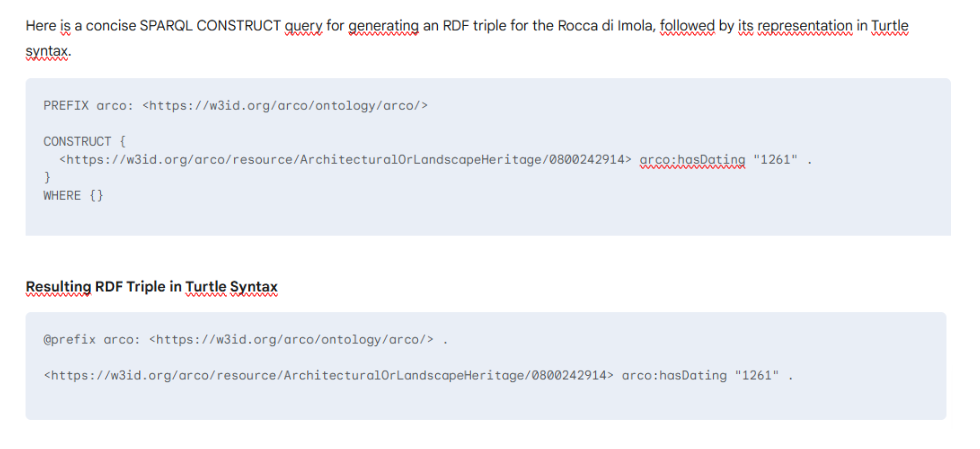 Here is a concise SPARQL CONSTRUCT query for generating an RDF triple for the Rocca di Imola, followed by its representation in Turtle
syntax.
PREFIX arco: <https://w3id.org/arco/ontology/arco/>
CONSTRUCT {
<https://w3id.org/arco/resource/ArchitecturalOrLandscapeHeritage/0800242914> arco:hasDating "1261" .
}
WHERE {}
Resulting RDF Triple in Turtle Syntax
@prefix arco: <https://w3id.org/arco/ontology/arco/> .
<https://w3id.org/arco/resource/ArchitecturalOrLandscapeHeritage/0800242914> arco:hasDating "1261" .